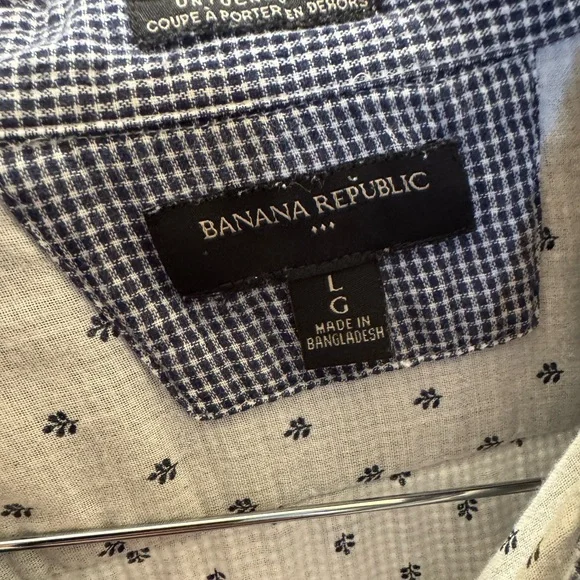 COUPE À PORTER EN DEHORS
BANANA REPUBLIC
L
G
MADE IN
BANGLADESH